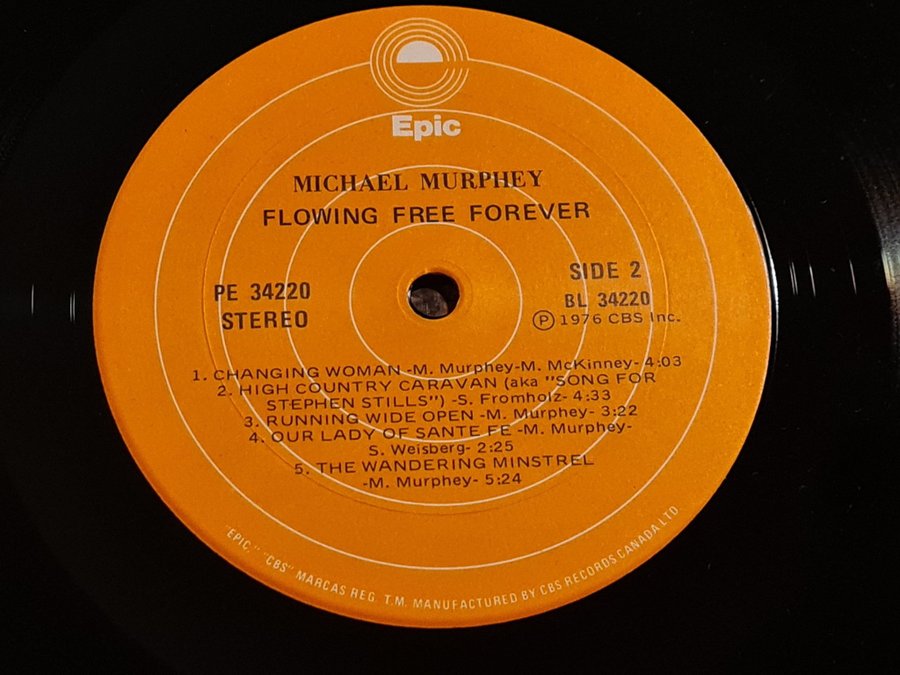 Epic
MICHAEL MURPHEY
FLOWING FREE FOREVER
PE 34220
STEREO
SIDE 2
BL 34220
Ⓟ 1976 CBS Inc.
1. CHANGING WOMAN -M. Murphey-M. McKinney- 4:03
2. HIGH COUNTRY CARAVAN (aka "SONG FOR
STEPHEN STILLS") -S. Fromholz- 4:33
3. RUNNING WIDE OPEN -M. Murphey- 3:22
4. OUR LADY OF SANTE FE -M. Murphey-
S. Weisberg- 2:25
5. THE WANDERING MINSTREL
-M. Murphey- 5:24
"EPIC," "CBS" MARCAS REG. T.M. MANUFACTURED BY CBS RECORDS CANADA LTD.